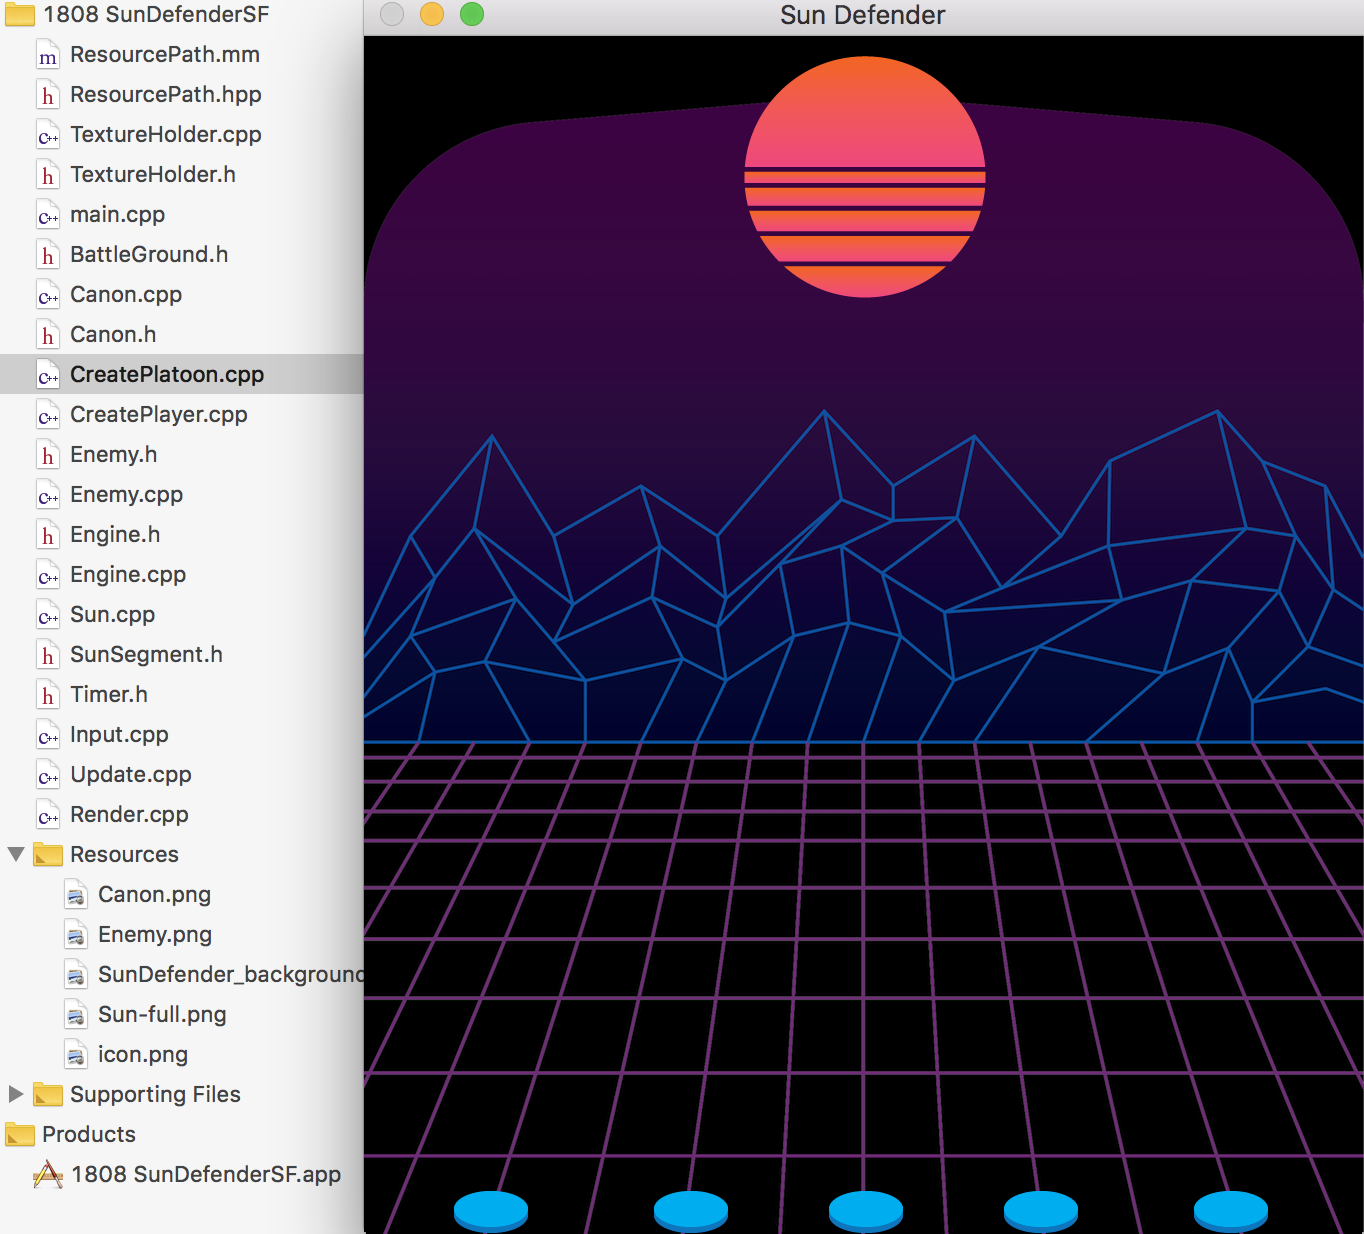 1808 SunDefenderSF
ResourcePath.mm
ResourcePath.hpp
TextureHolder.cpp
TextureHolder.h
main.cpp
BattleGround.h
Canon.cpp
Canon.h
CreatePlatoon.cpp
CreatePlayer.cpp
Enemy.h
Enemy.cpp
Engine.h
Engine.cpp
Sun.cpp
SunSegment.h
Timer.h
Input.cpp
Update.cpp
Render.cpp
Resources
Canon.png
Enemy.png
SunDefender_background
Sun-full.png
icon.png
Supporting Files
Products
1808 SunDefenderSF.app
Sun Defender